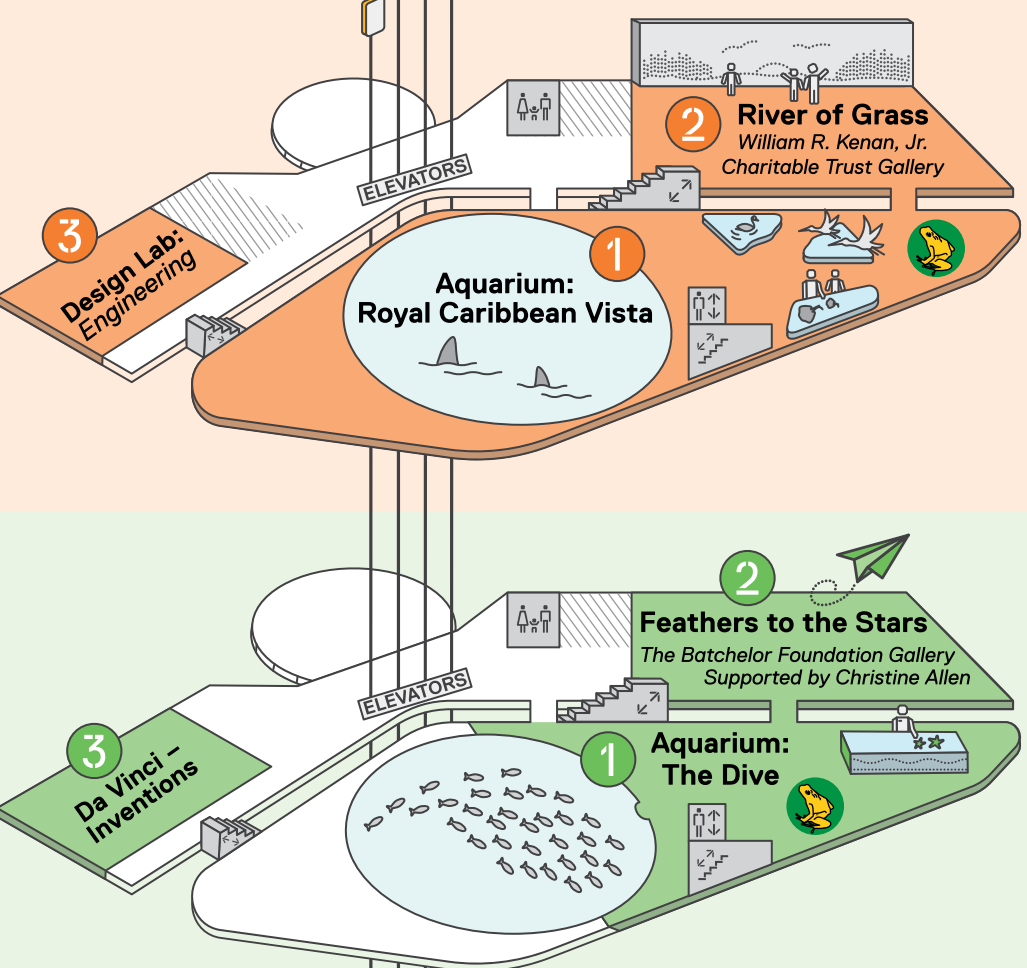 2
River of Grass
William R. Kenan, Jr.
Charitable Trust Gallery
ELEVATORS
3
Design Lab:
Engineering
1
Aquarium:
Royal Caribbean Vista
2
Feathers to the Stars
The Batchelor Foundation Gallery
Supported by Christine Allen
ELEVATORS
3
Da Vinci –
Inventions
1
Aquarium:
The Dive